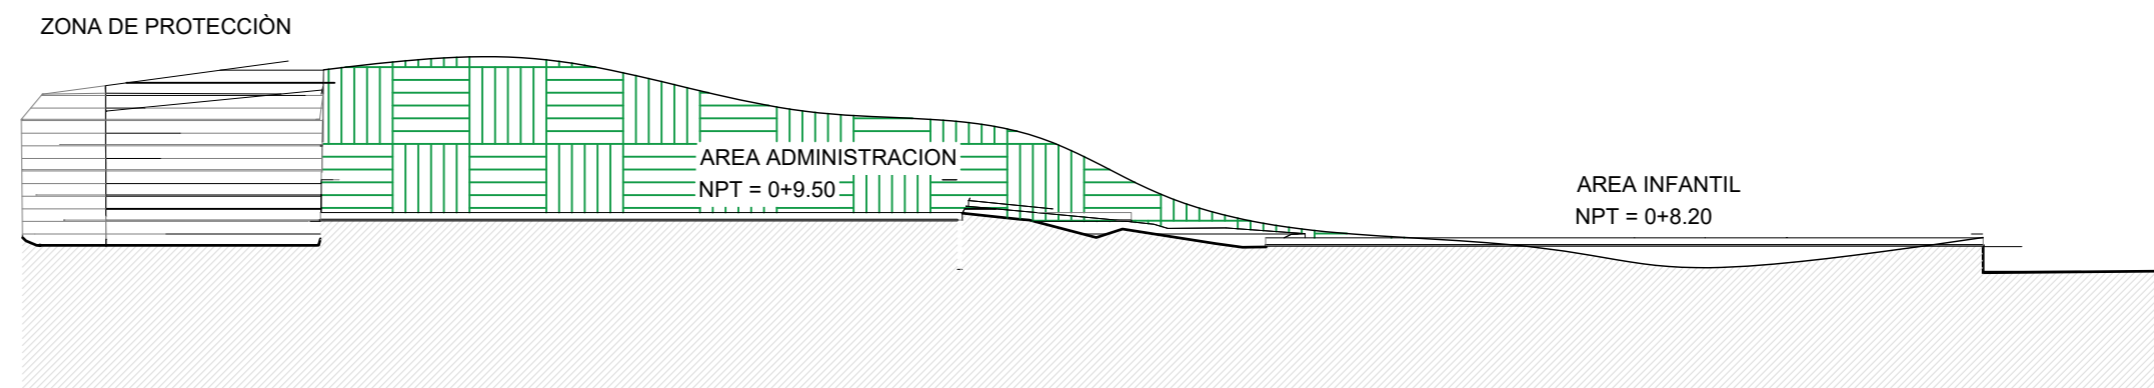 ZONA DE PROTECCIÒN
AREA ADMINISTRACION
NPT = 0+9.50
AREA INFANTIL
NPT = 0+8.20